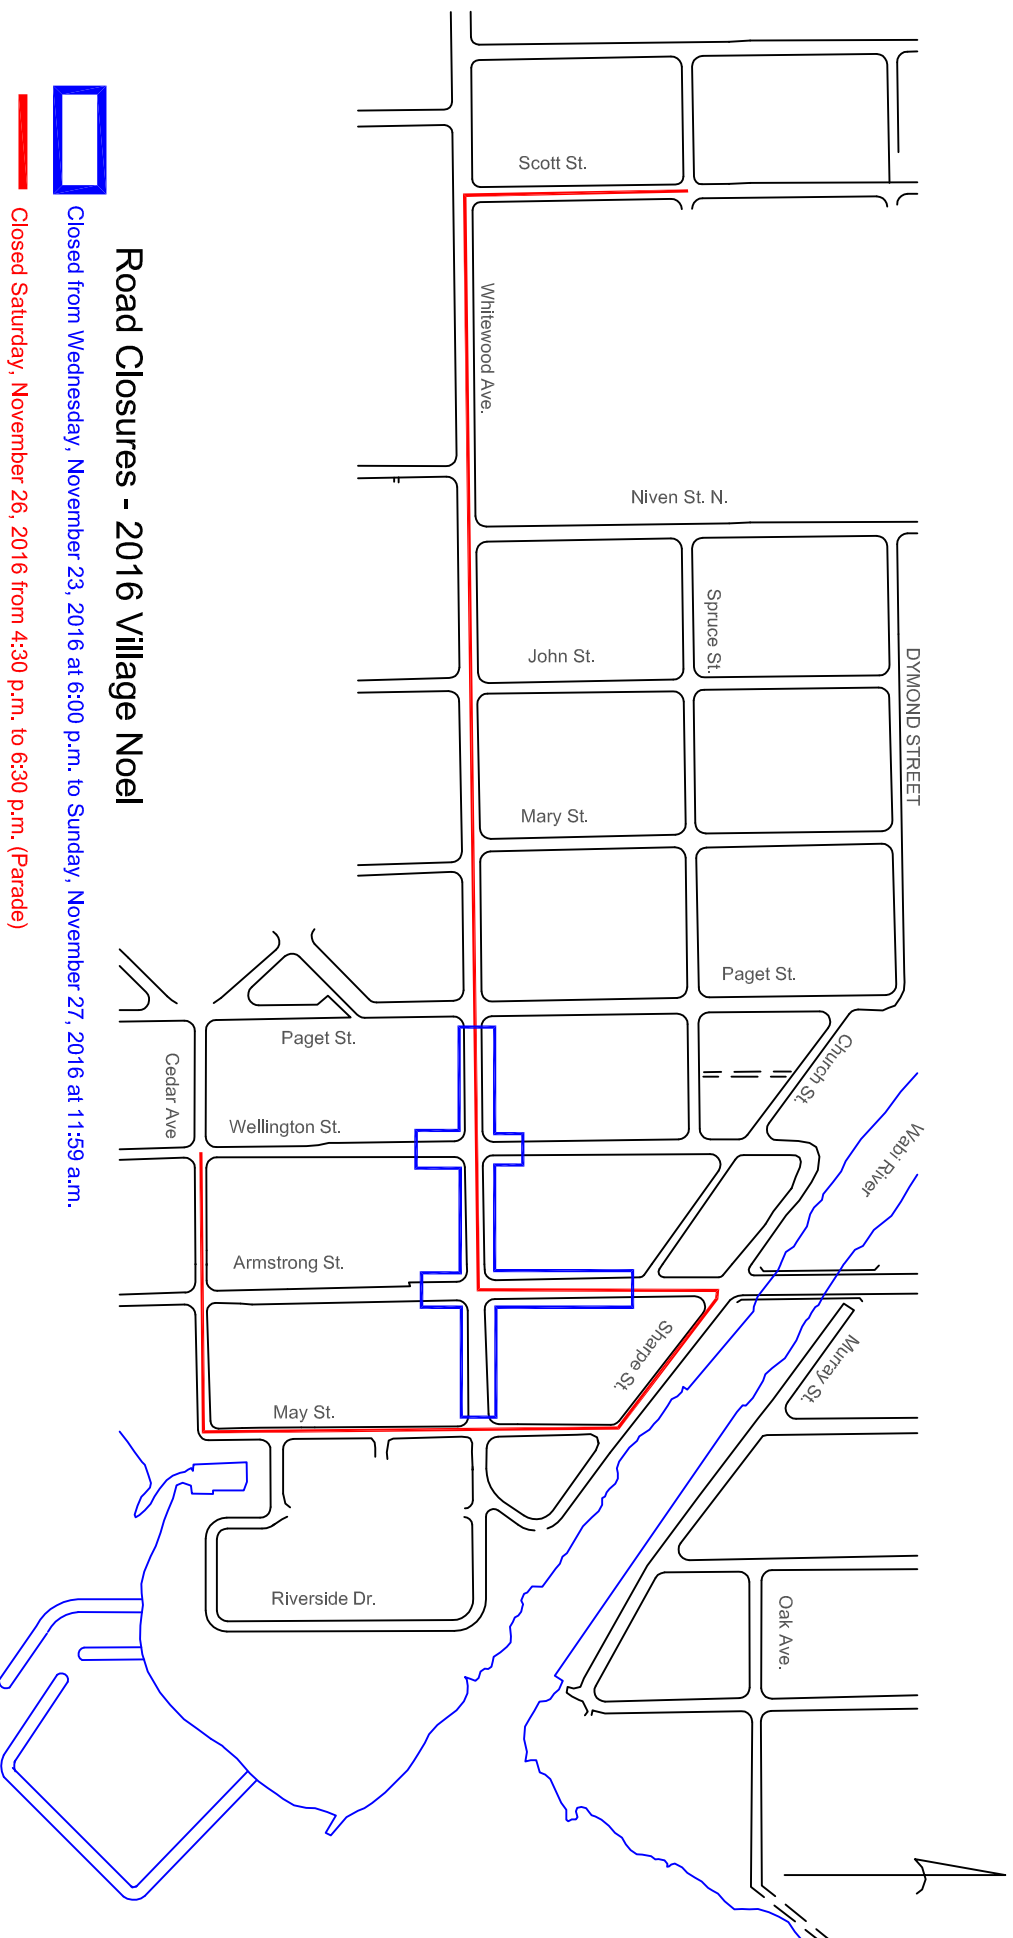 Scott St.
Whitewood Ave.
Niven St. N.
Spruce St.
John St.
DYMOND STREET
Mary St.
Paget St.
Paget St.
Church St.
Cedar Ave
Wellington St.
Wabi River
Armstrong St.
Sharpe St.
Murray St.
May St.
Riverside Dr.
Oak Ave.
Road Closures - 2016 Village Noel
Closed from Wednesday, November 23, 2016 at 6:00 p.m. to Sunday, November 27, 2016 at 11:59 a.m.
Closed Saturday, November 26, 2016 from 4:30 p.m. to 6:30 p.m. (Parade)